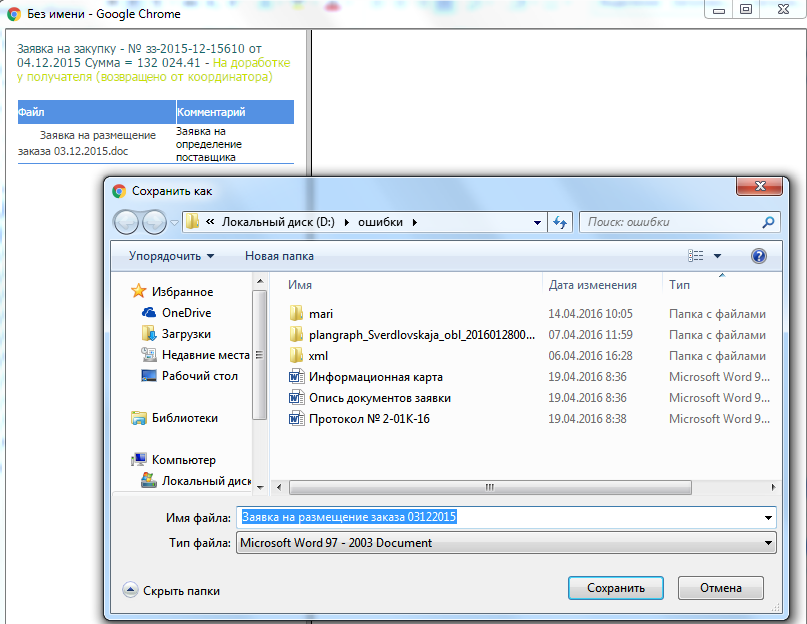 Без имени - Google Chrome
Заявка на закупку - № зз-2015-12-15610 от
04.12.2015 Сумма = 132 024.41 - На доработке
у получателя (возвращено от координатора)
Файл Комментарий
Заявка на размещение
заказа 03.12.2015.doc
Заявка на
определение
поставщика
Сохранить как
« Локальный диск (D:) ошибки
Поиск: ошибки
Упорядочить Новая папка
Избранное
OneDrive
Загрузки
Недавние места
Рабочий стол
Библиотеки
Компьютер
Локальный диск
Имя Дата изменения Тип
mari 14.04.2016 10:05 Папка с файлами
plangraph_Sverdlovskaja_obl_2016012800... 07.04.2016 11:59 Папка с файлами
xml 06.04.2016 16:28 Папка с файлами
Информационная карта 19.04.2016 8:36 Microsoft Word 9...
Опись документов заявки 19.04.2016 8:36 Microsoft Word 9...
Протокол № 2-01К-16 19.04.2016 8:38 Microsoft Word 9...
Имя файла: Заявка на размещение заказа 03122015
Тип файла: Microsoft Word 97 - 2003 Document
Скрыть папки Сохранить Отмена